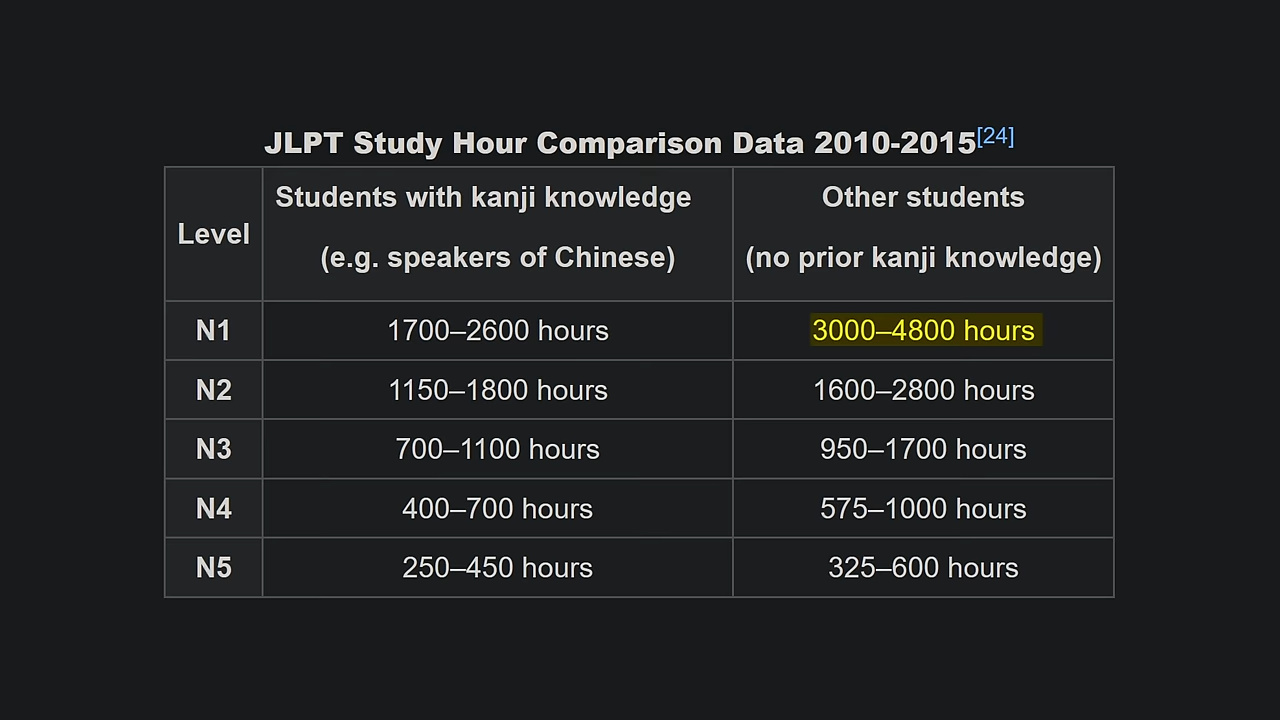 JLPT Study Hour Comparison Data 2010-2015[24]
Level
Students with kanji knowledge
(e.g. speakers of Chinese)
Other students
(no prior kanji knowledge)
N1 1700–2600 hours 3000–4800 hours
N2 1150–1800 hours 1600–2800 hours
N3 700–1100 hours 950–1700 hours
N4 400–700 hours 575–1000 hours
N5 250–450 hours 325–600 hours